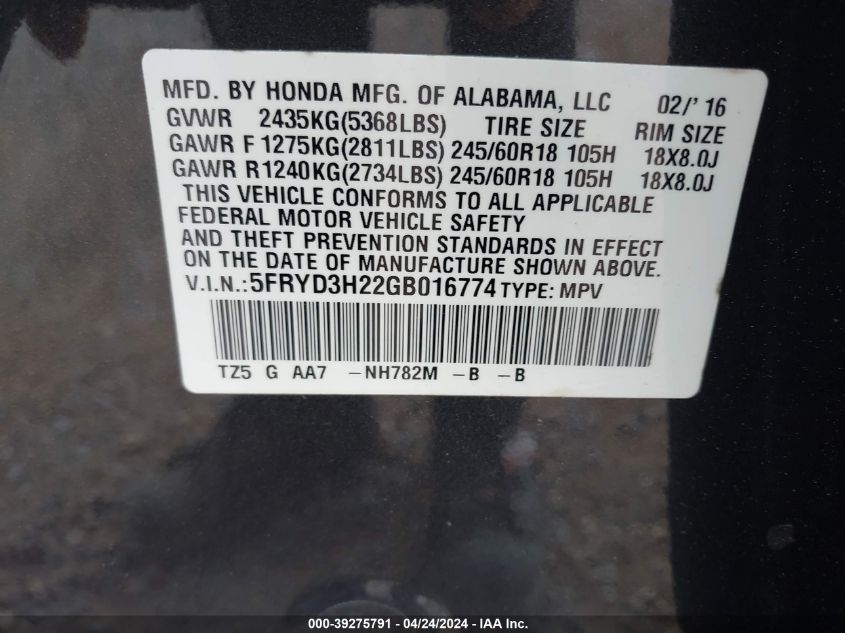 MFD. BY HONDA MFG. OF ALABAMA, LLC 02/'16
GVWR 2435KG(5368LBS) TIRE SIZE RIM SIZE
GAWR F 1275KG(2811LBS) 245/60R18 105H 18X8.0J
GAWR R1240KG(2734LBS) 245/60R18 105H 18X8.0J
THIS VEHICLE CONFORMS TO ALL APPLICABLE
FEDERAL MOTOR VEHICLE SAFETY
AND THEFT PREVENTION STANDARDS IN EFFECT
ON THE DATE OF MANUFACTURE SHOWN ABOVE.
V.I.N.:5FRYD3H22GB016774 TYPE: MPV
TZ5 G AA7 -NH782M -B -B
000-39275791 - 04/24/2024 - IAA Inc.